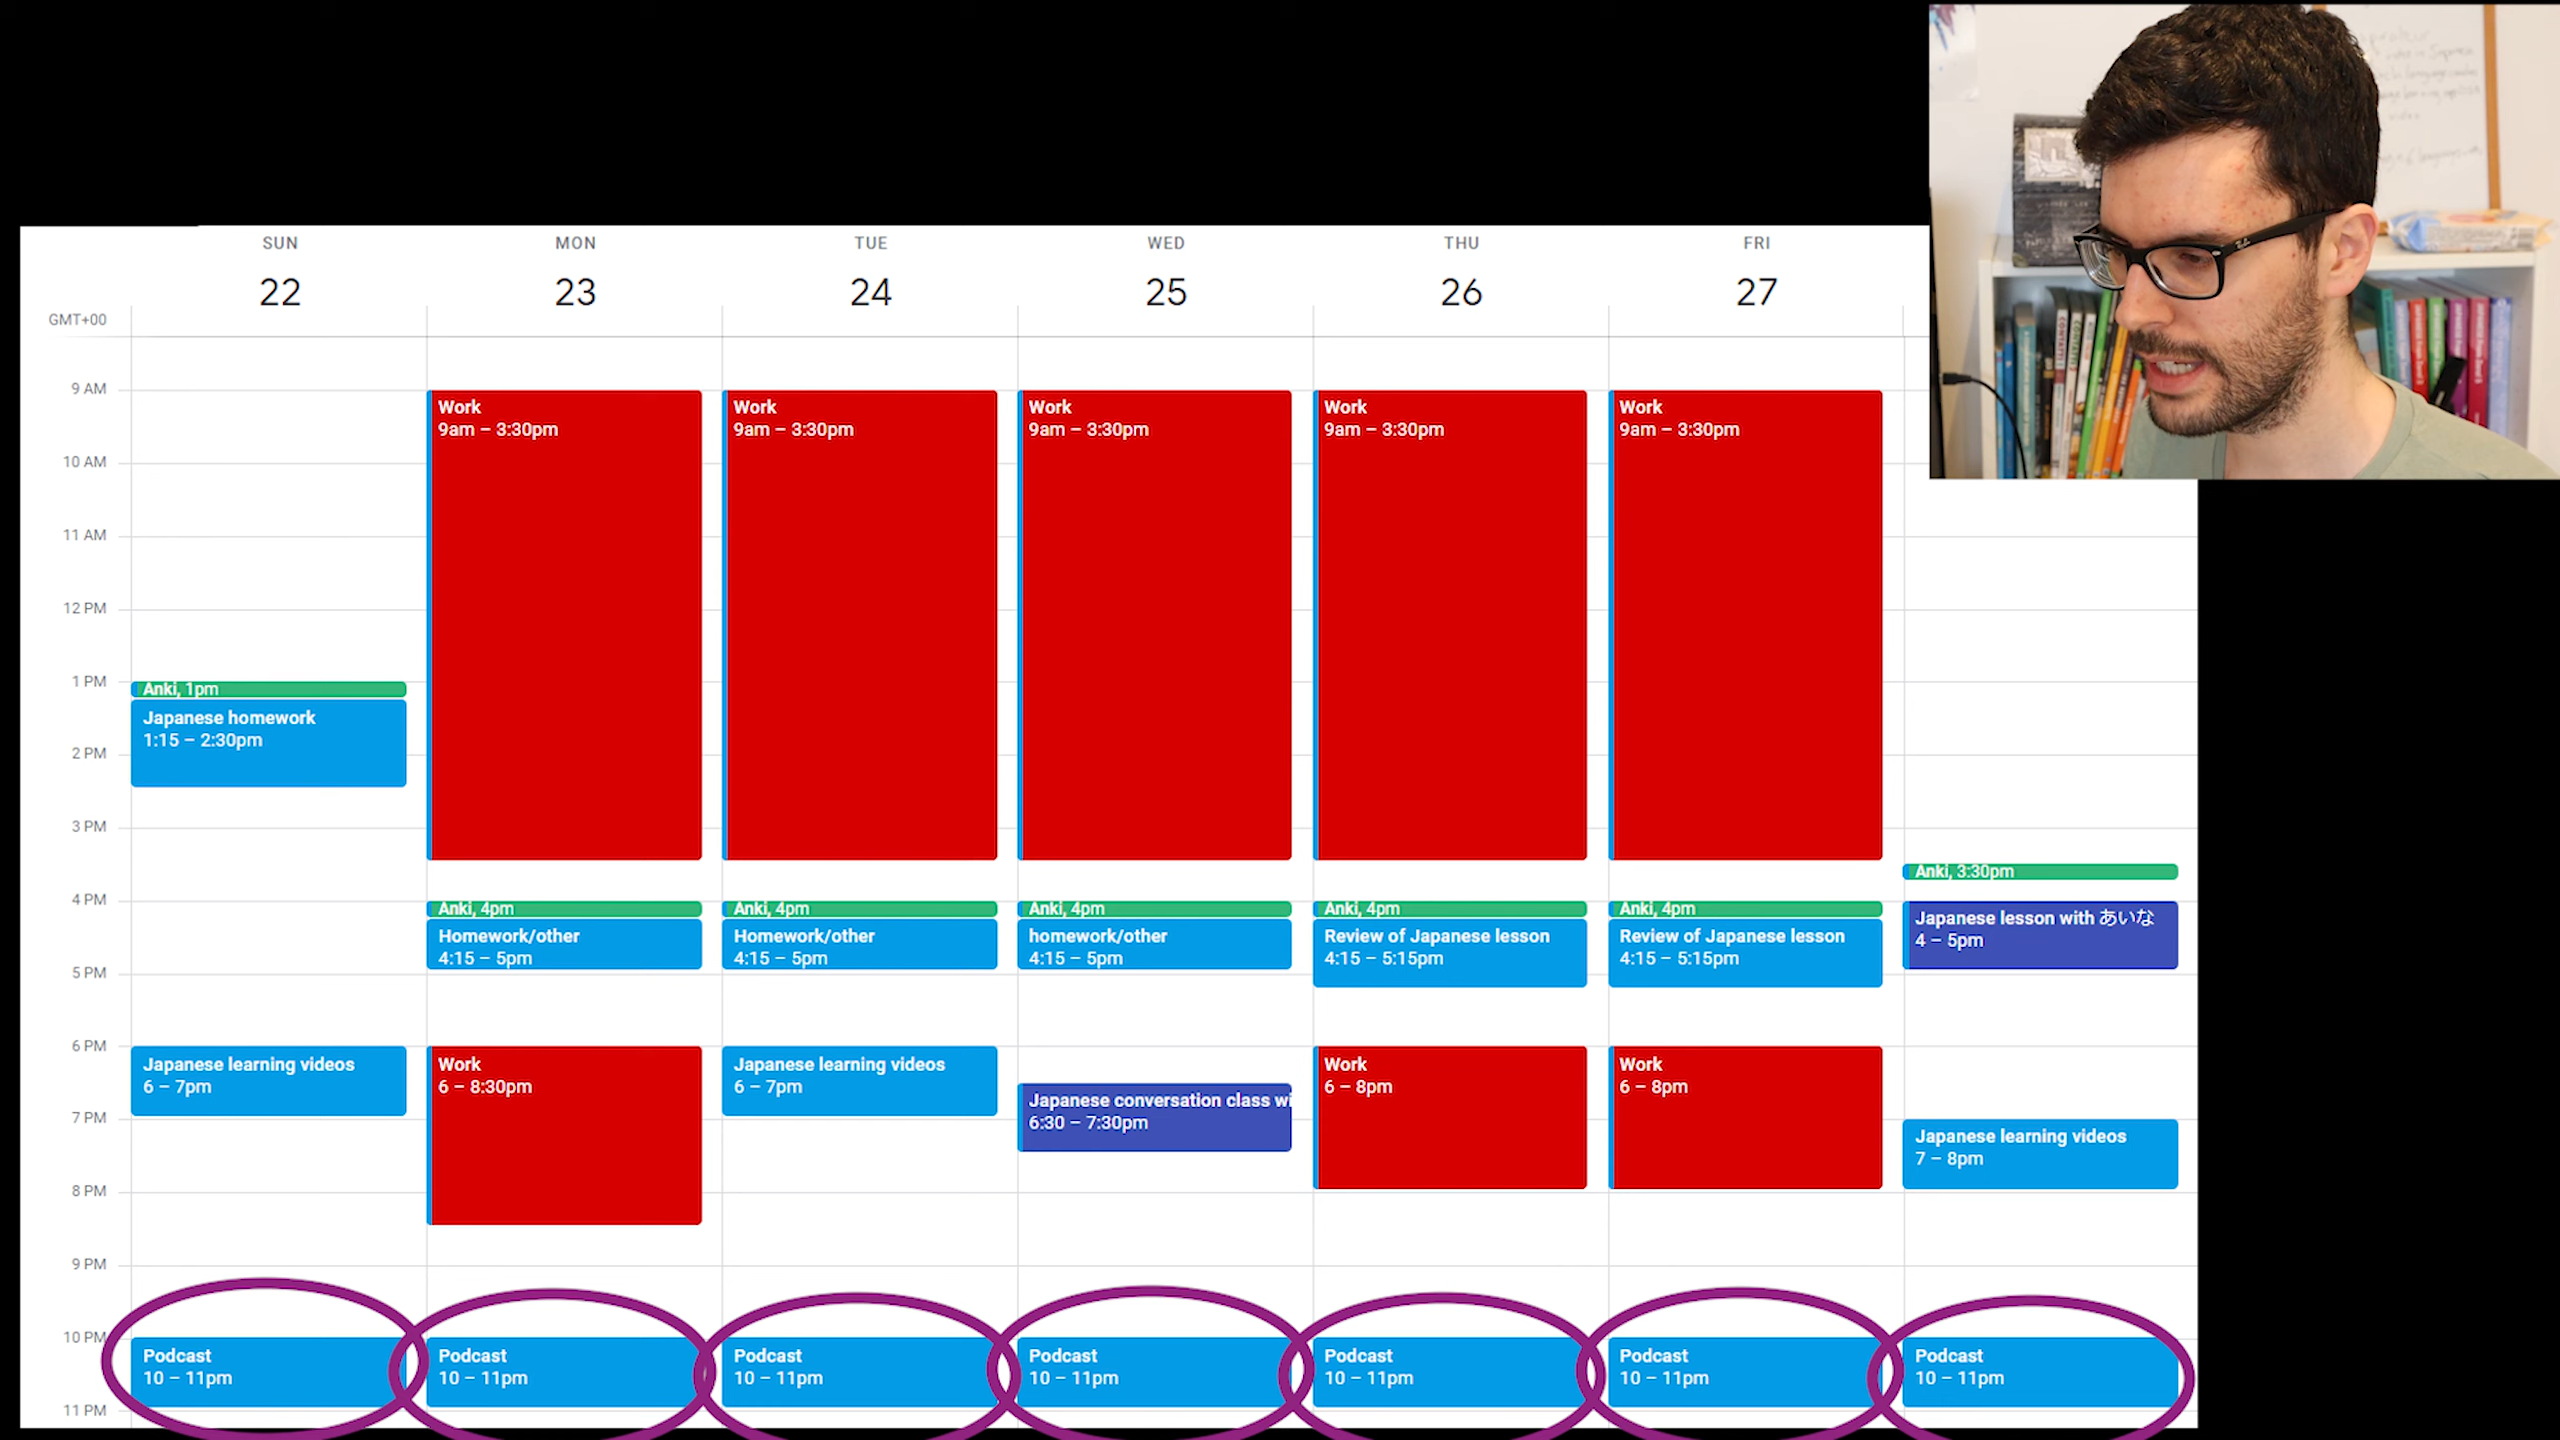 SUN
MON
TUE
WED
THU
FRI
22
23
24
25
26
27
GMT+00
9 AM
10 AM
11 AM
12 PM
1 PM
2 PM
3 PM
4 PM
5 PM
6 PM
7 PM
8 PM
9 PM
10 PM
11 PM
Anki, 1pm
Japanese homework
1:15 – 2:30pm
Japanese learning videos
6 – 7pm
Podcast
10 – 11pm
Work
9am – 3:30pm
Anki, 4pm
Homework/other
4:15 – 5pm
Work
6 – 8:30pm
Podcast
10 – 11pm
Work
9am – 3:30pm
Anki, 4pm
Homework/other
4:15 – 5pm
Japanese learning videos
6 – 7pm
Podcast
10 – 11pm
Work
9am – 3:30pm
Anki, 4pm
homework/other
4:15 – 5pm
Japanese conversation class wi
6:30 – 7:30pm
Podcast
10 – 11pm
Work
9am – 3:30pm
Anki, 4pm
Review of Japanese lesson
4:15 – 5:15pm
Work
6 – 8pm
Podcast
10 – 11pm
Work
9am – 3:30pm
Anki, 4pm
Review of Japanese lesson
4:15 – 5:15pm
Work
6 – 8pm
Podcast
10 – 11pm
Anki, 3:30pm
Japanese lesson with あいな
4 – 5pm
Japanese learning videos
7 – 8pm
Podcast
10 – 11pm